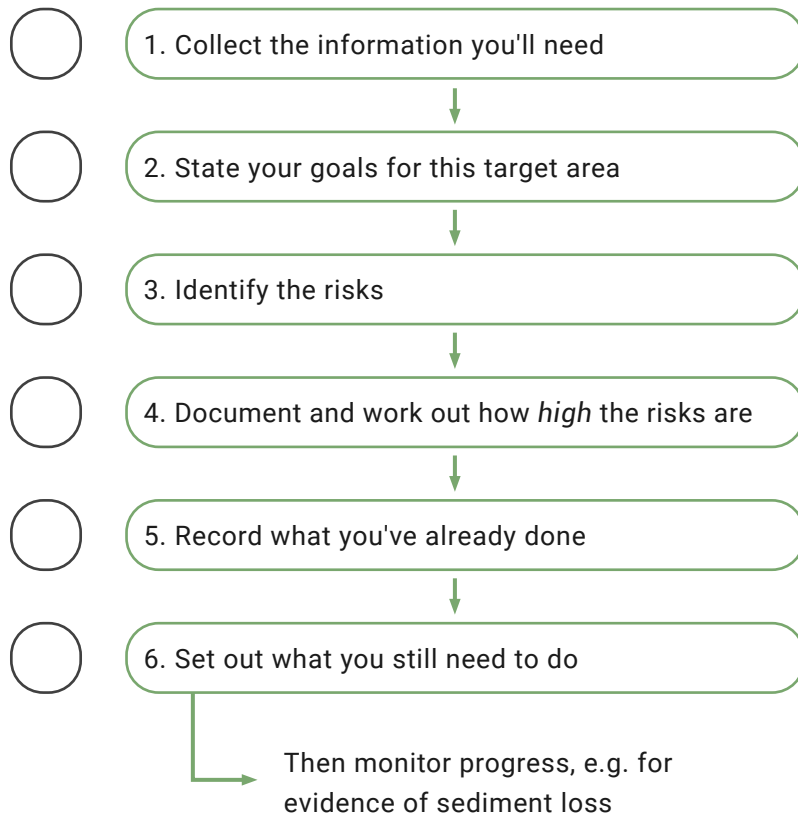 1. Collect the information you'll need
2. State your goals for this target area
3. Identify the risks
4. Document and work out how high the risks are
5. Record what you've already done
6. Set out what you still need to do
Then monitor progress, e.g. for
evidence of sediment loss